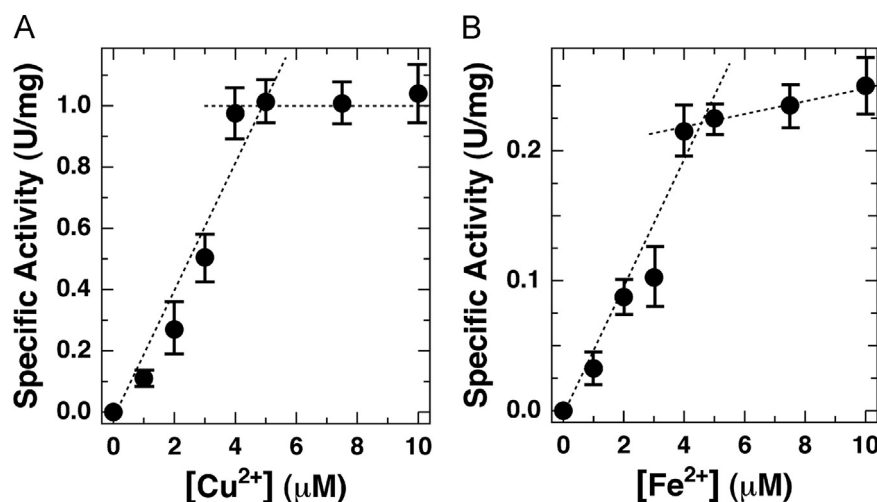 A
Specific Activity (U/mg)
1.0
0.8
0.6
0.4
0.2
0.0
0 2 4 6 8 10
[Cu²⁺] (μM)
B
Specific Activity (U/mg)
0.2
0.1
0.0
0 2 4 6 8 10
[Fe²⁺] (μM)